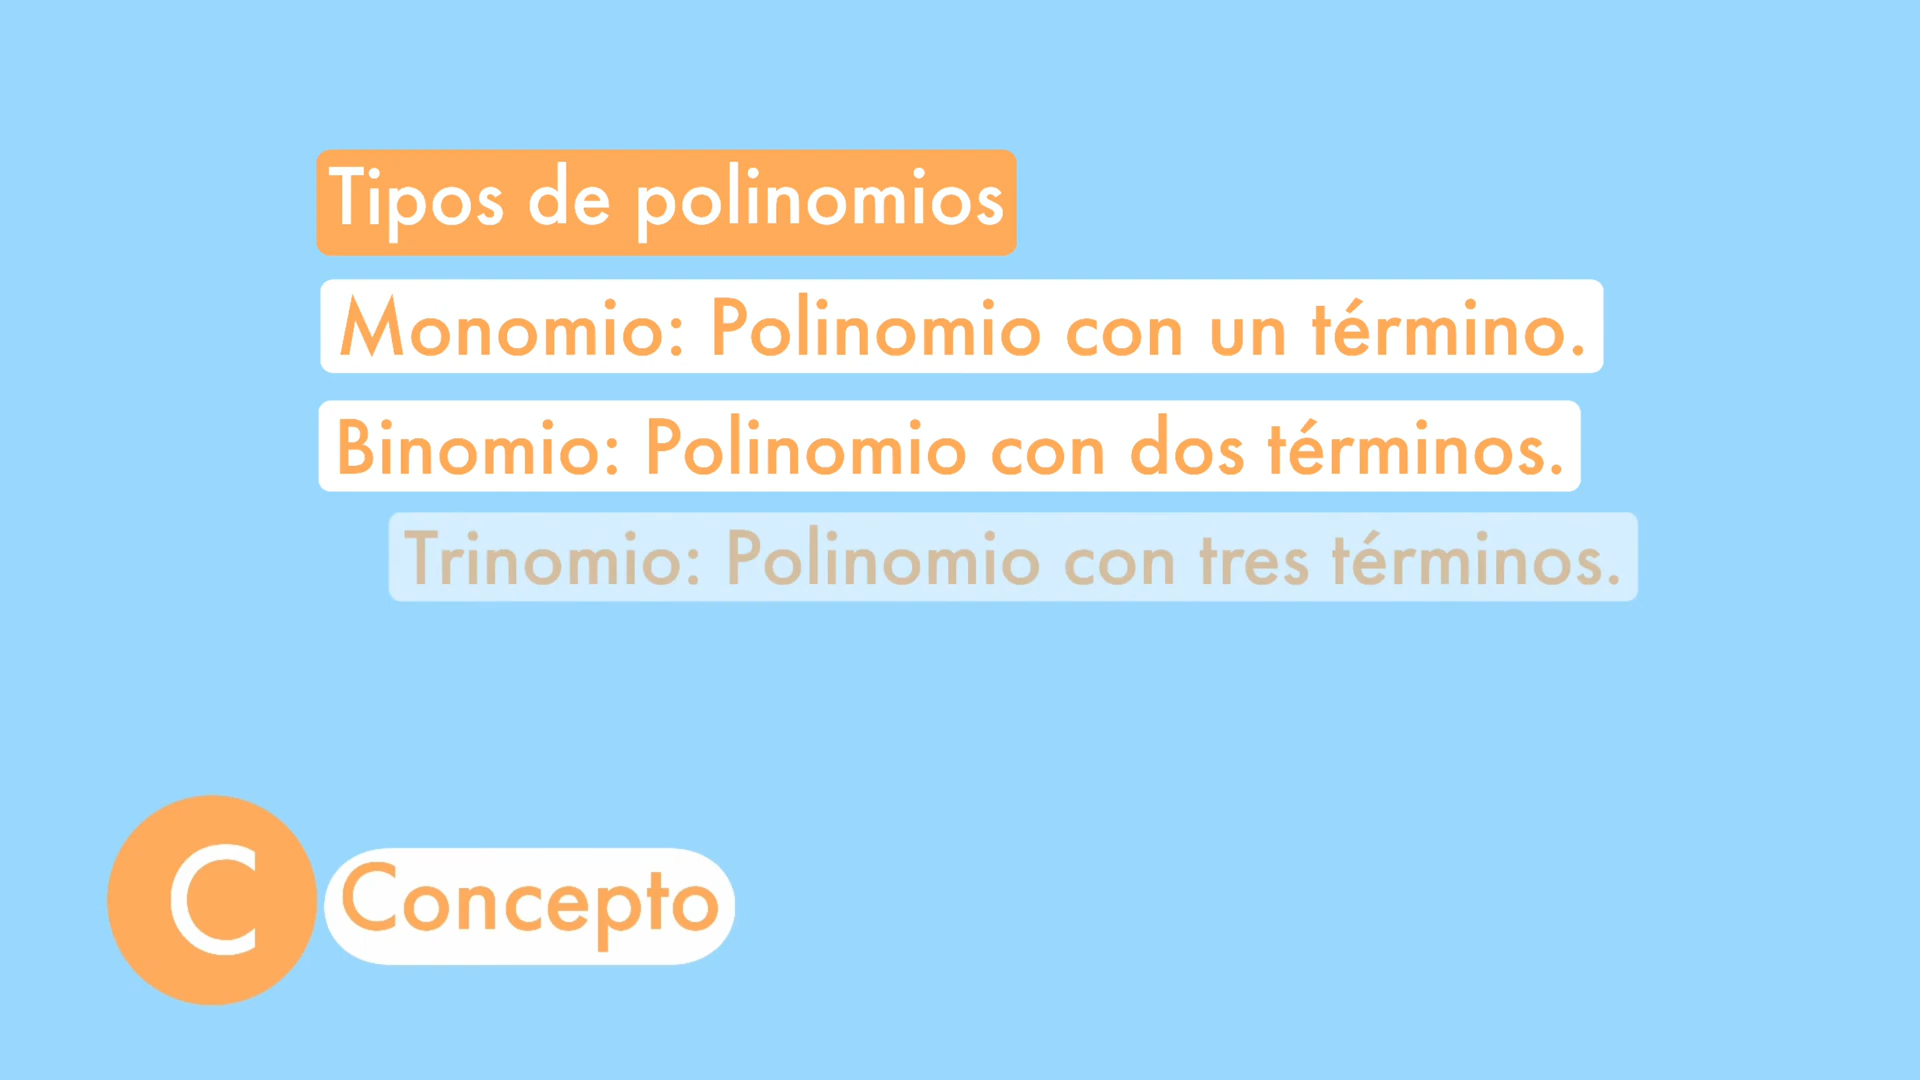 Tipos de polinomios
Monomio: Polinomio con un término.
Binomio: Polinomio con dos términos.
Trinomio: Polinomio con tres términos.
C
Concepto